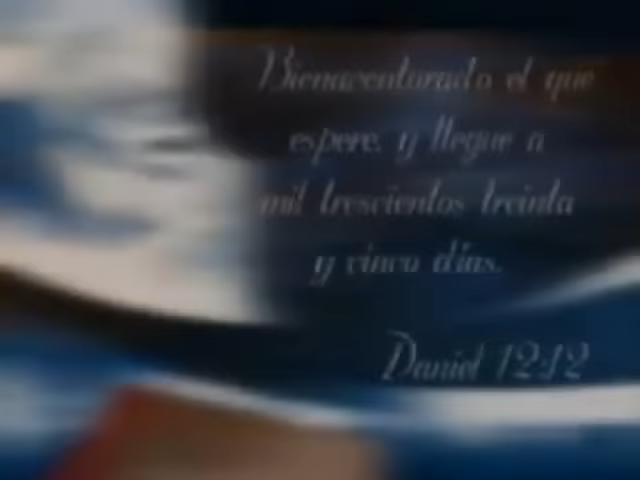 Bienaventurado el que
espere, y llegue a
mil trescientos treinta
y cinco días.
Daniel 12:12